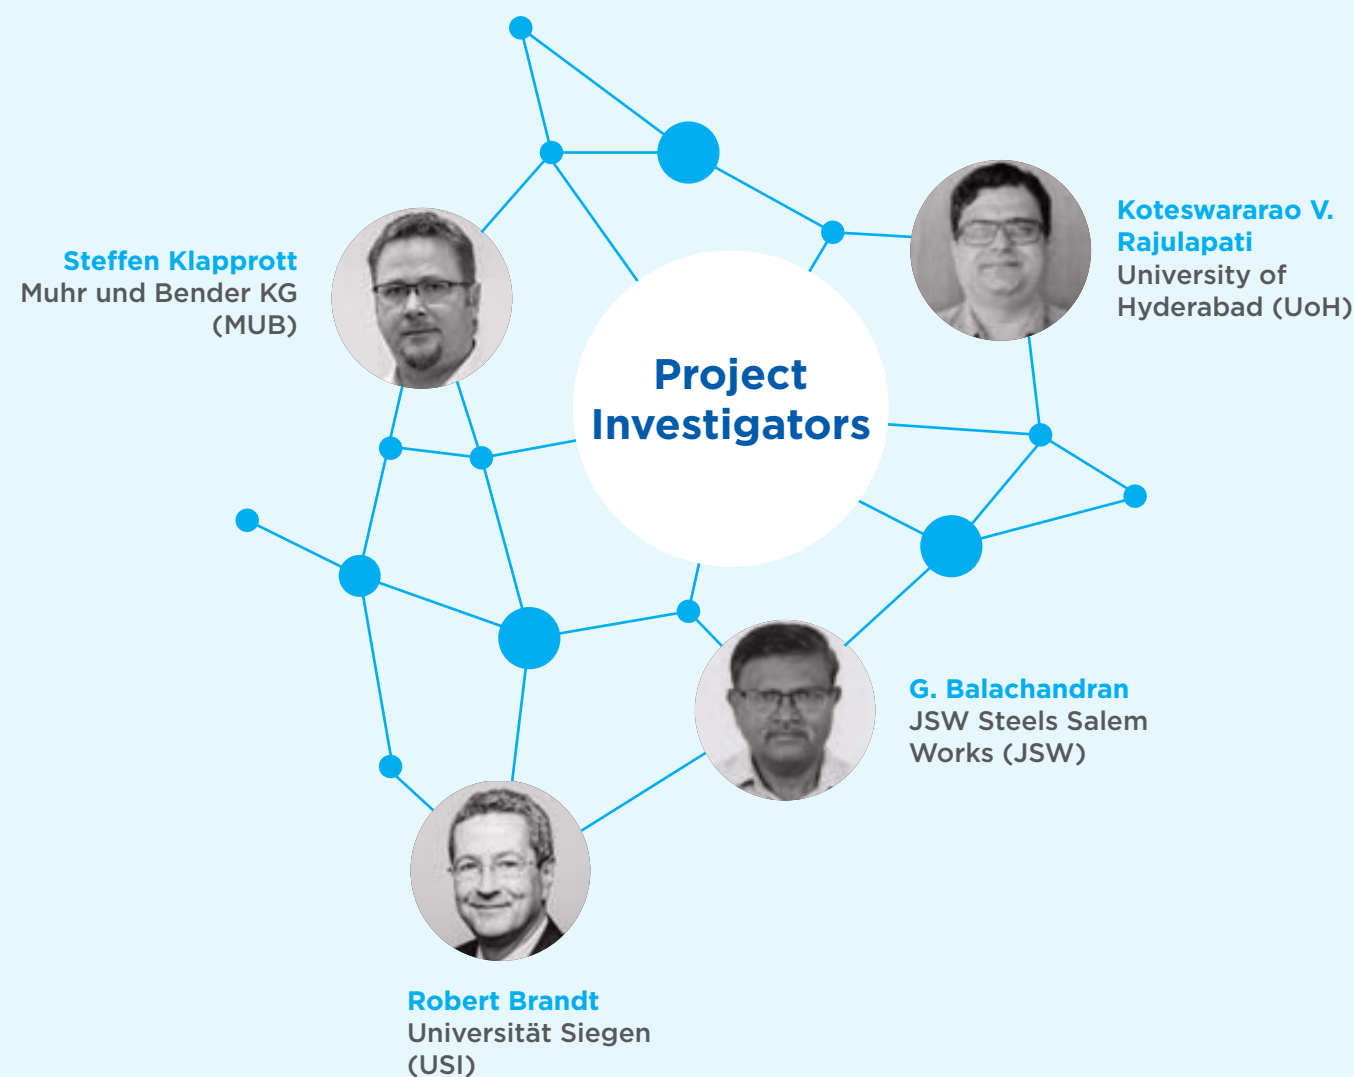 Koteswararao V.
Rajulapati
University of
Hyderabad (UoH)
Steffen Klapprott
Muhr und Bender KG
(MUB)
Project
Investigators
G. Balachandran
JSW Steels Salem
Works (JSW)
Robert Brandt
Universität Siegen
(USI)